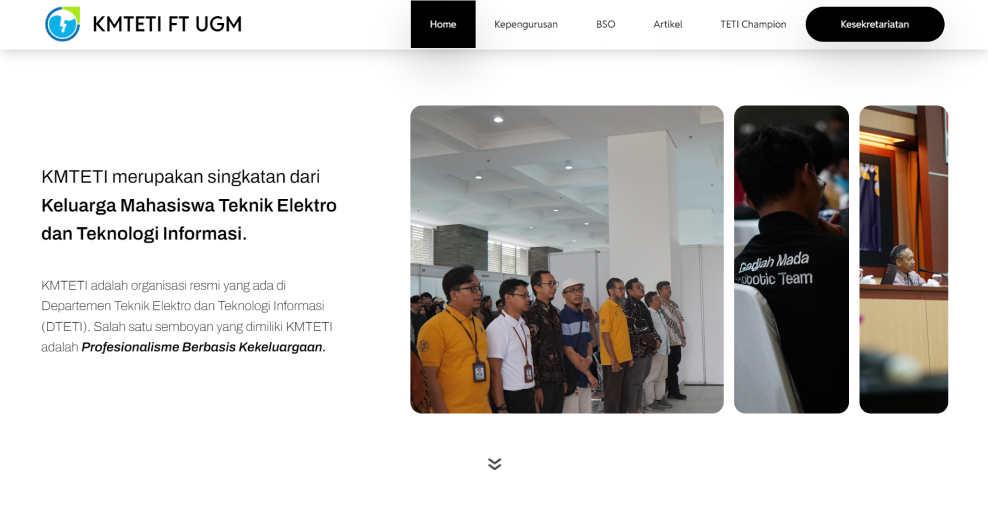 KMTETI FT UGM
Home
Kepengurusan
BSO
Artikel
TETI Champion
Kesekretariatan
KMTETI merupakan singkatan dari
Keluarga Mahasiswa Teknik Elektro
dan Teknologi Informasi.
KMTETI adalah organisasi resmi yang ada di
Departemen Teknik Elektro dan Teknologi Informasi
(DTETI). Salah satu semboyan yang dimiliki KMTETI
adalah Profesionalisme Berbasis Kekeluargaan.
Gadjah Mada
Robotic Team